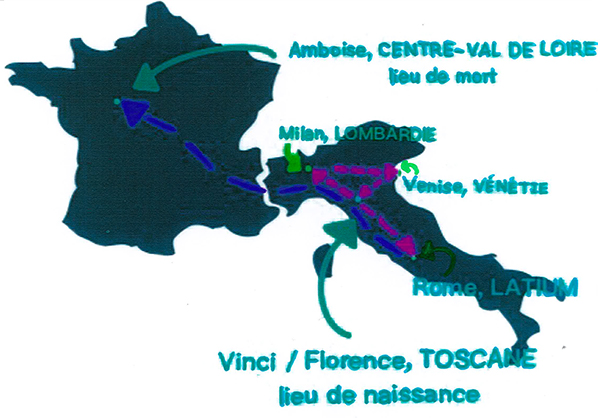 Amboise, CENTRE-VAL DE LOIRE
lieu de mort
Milan, LOMBARDIE
Venise, VÉNÉTIE
Rome, LATIUM
Vinci / Florence, TOSCANE
lieu de naissance